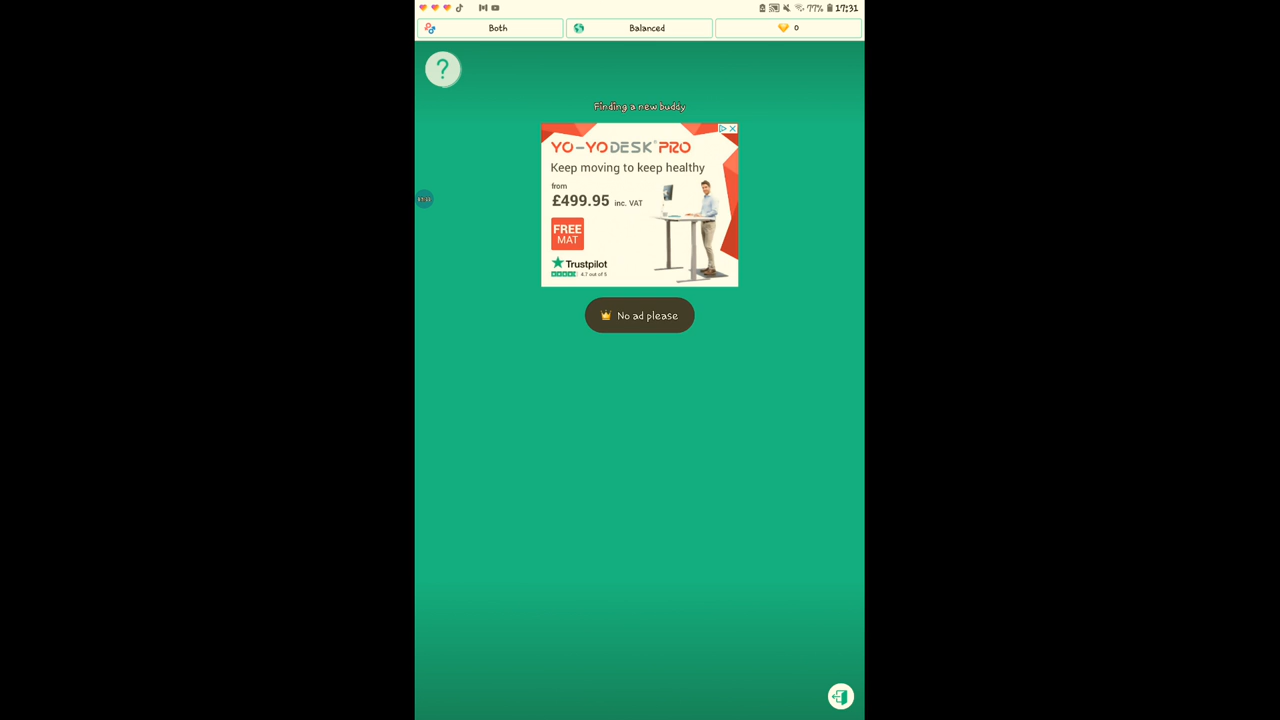 77% 17:31
Both Balanced 0
?
Finding a new buddy
YO-YO DESK® PRO
Keep moving to keep healthy
from
£499.95 inc. VAT
FREE
MAT
Trustpilot
4.7 out of 5
No ad please